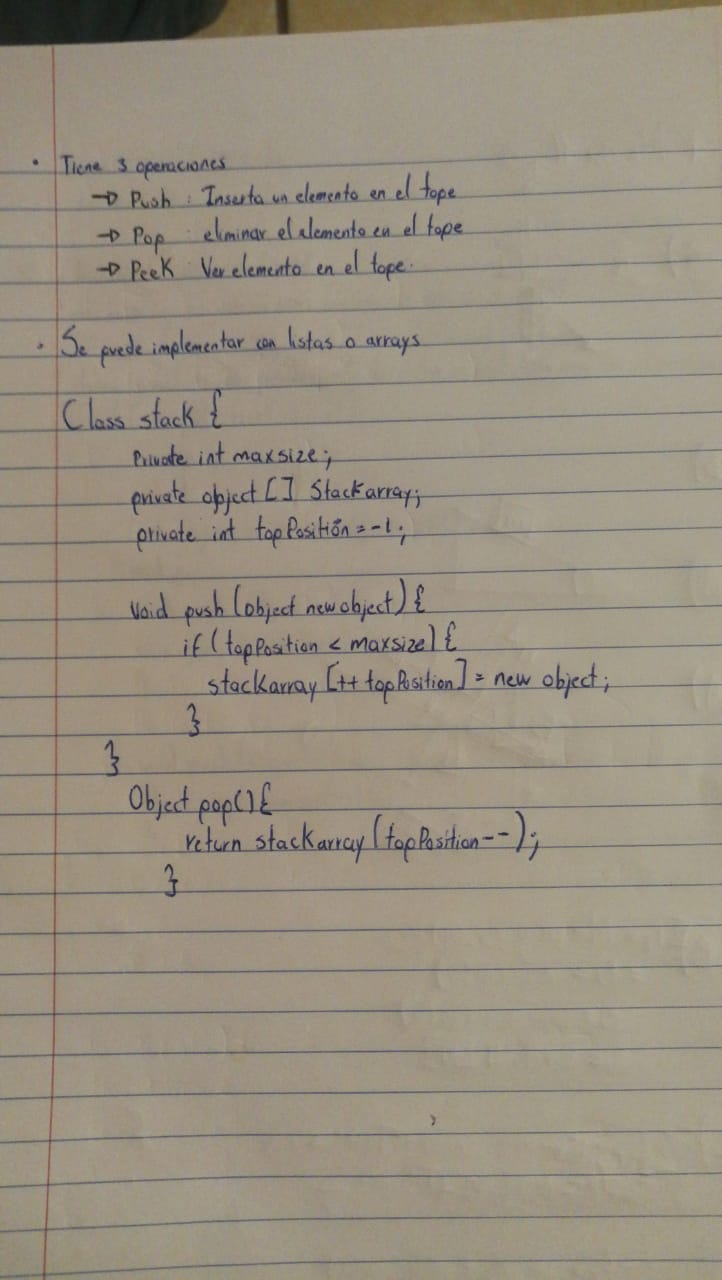 • Tiene 3 operaciones
→ Push : Inserta un elemento en el tope
→ Pop : eliminar el elemento en el tope
→ Peek : Ver elemento en el tope.
• Se puede implementar con listas o arrays
Class stack {
Private int maxsize;
private object [] Stackarray;
private int topPosition = -1;
Void push (object newobject) {
if (topPosition < maxsize) {
stackarray [++ topPosition] = new object;
}
}
Object pop() {
return stackarray (topPosition--);
}